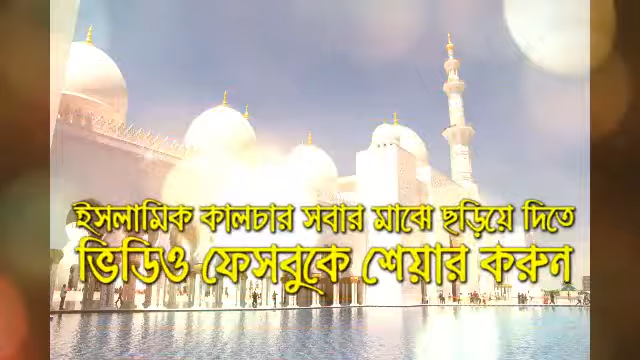 ইসলামিক কালচার সবার মাঝে ছড়িয়ে দিতে
ভিডিও ফেসবুকে শেয়ার করুন